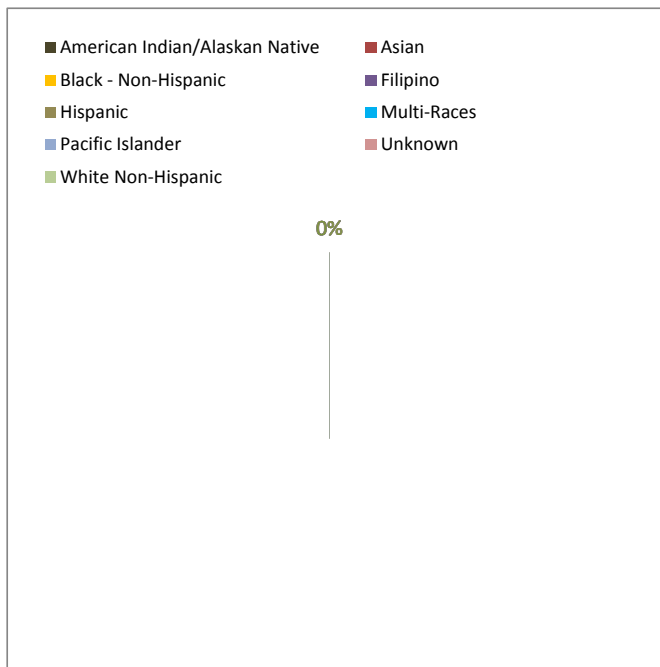 American Indian/Alaskan Native Asian
Black - Non-Hispanic Filipino
Hispanic Multi-Races
Pacific Islander Unknown
White Non-Hispanic
0%